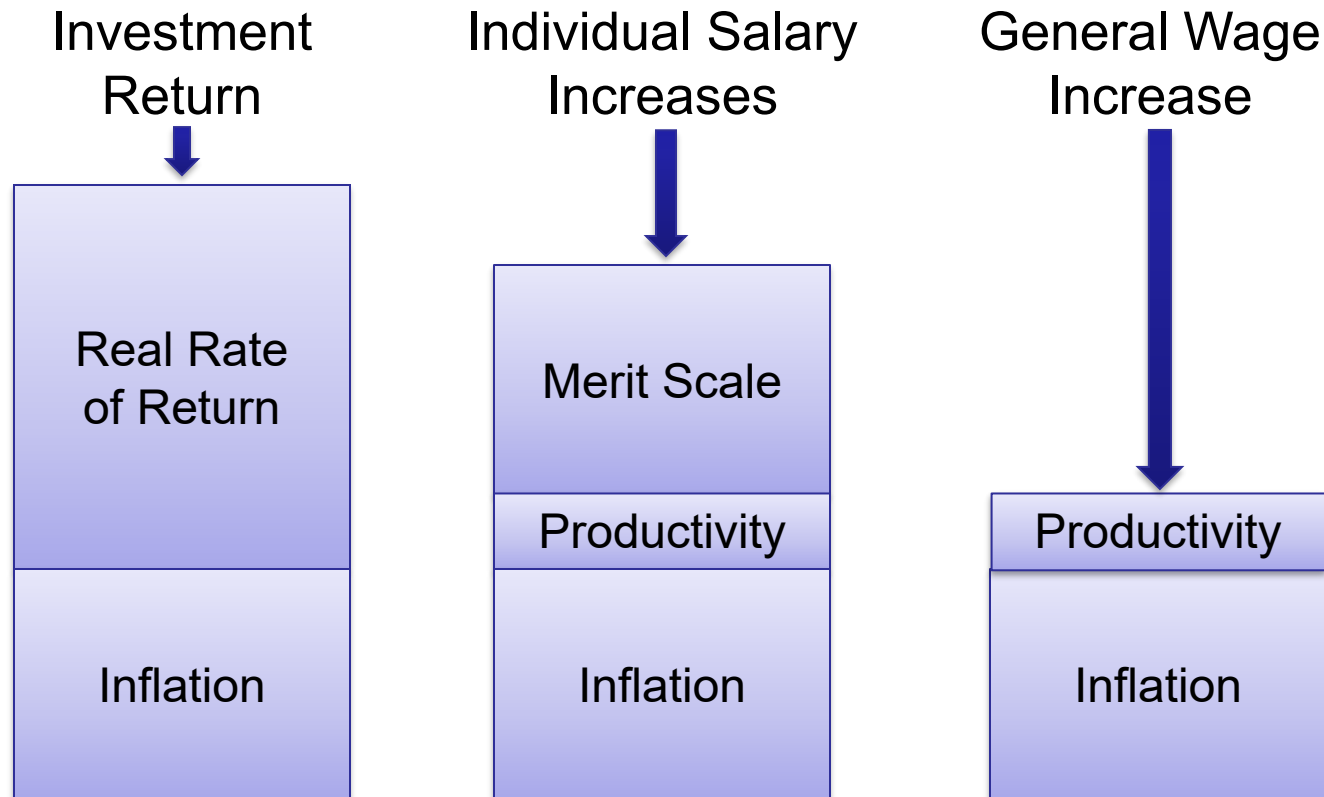 Investment
Return
Individual Salary
Increases
General Wage
Increase
Real Rate
of Return
Inflation
Merit Scale
Productivity
Inflation
Productivity
Inflation